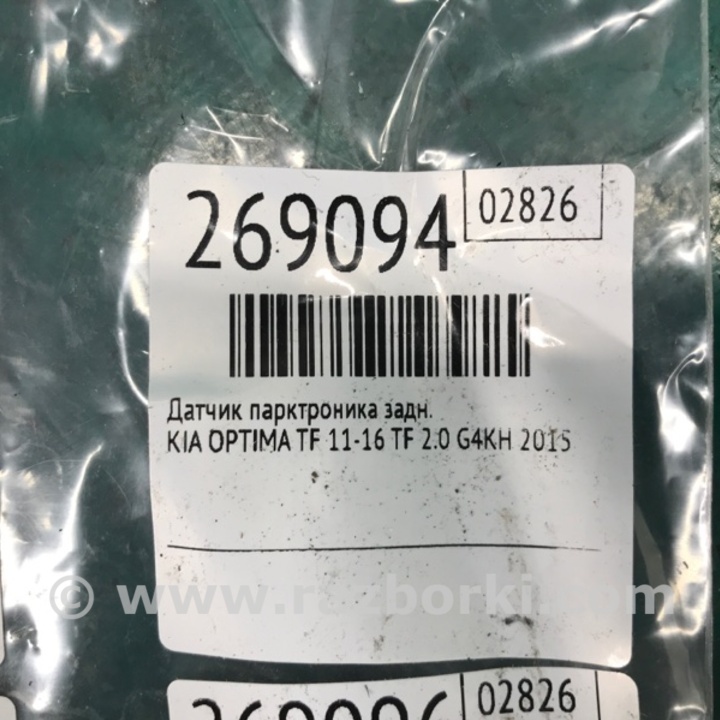 269094
02826
Датчик парктроника задн.
KIA OPTIMA TF 11-16 TF 2.0 G4KH 2015
© www.razborki.com
269096
02826